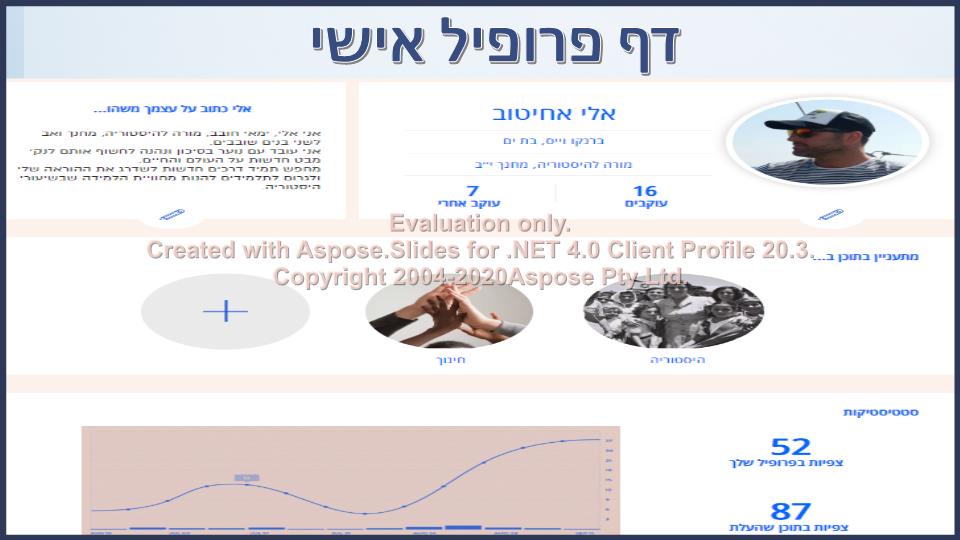 דף פרופיל אישי
אלי אחיטוב
ברנקו וייס, בת ים
מורה להיסטוריה, מחנך י״ב
16
עוקבים
7
עוקב אחרי
אלי כתוב על עצמך משהו...
אני אלי, ימאי חובב, מורה להיסטוריה, מחנך ואב
לשני בנים שובבים.
אני עובד עם נוער בסיכון ונהנה לחשוף אותם לנק׳
מבט חדשות על העולם והחיים.
מחפש תמיד דרכים חדשות לשדרג את ההוראה שלי
ולגרום לתלמידים להנות מחוויית הלמידה שבשיעורי
היסטוריה.
Evaluation only.
Created with Aspose.Slides for .NET 4.0 Client Profile 20.3.
Copyright 2004-2020Aspose Pty Ltd.
מתעניין בתוכן ב...
היסטוריה
חינוך
סטטיסטיקות
52
צפיות בפרופיל שלך
87
צפיות בתוכן שהעלת